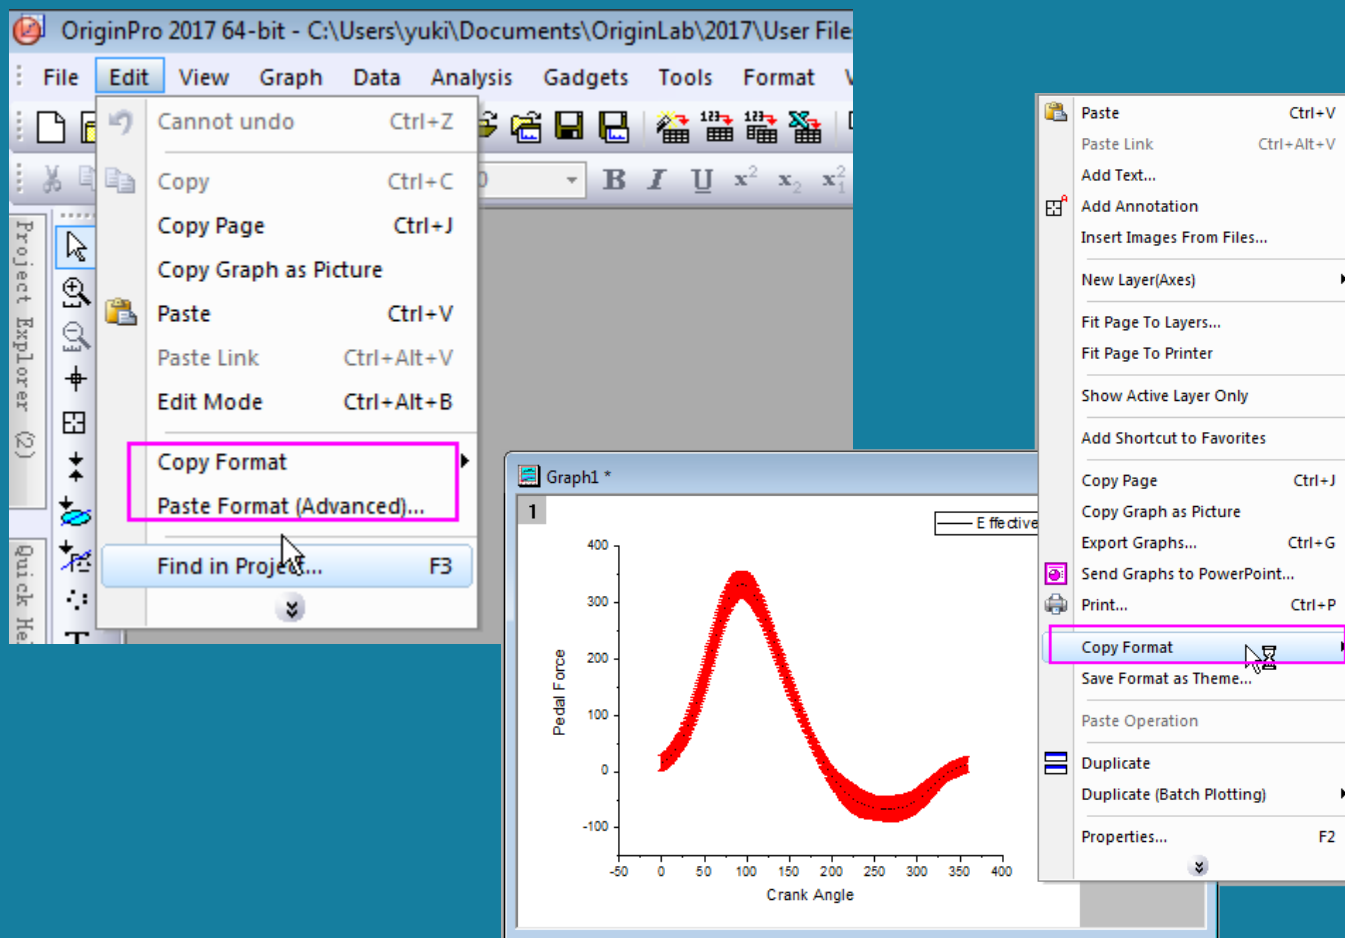 OriginPro 2017 64-bit - C:\Users\yuki\Documents\OriginLab\2017\User File
File Edit View Graph Data Analysis Gadgets Tools Format
Cannot undo Ctrl+Z
Copy Ctrl+C
Copy Page Ctrl+J
Copy Graph as Picture
Paste Ctrl+V
Paste Link Ctrl+Alt+V
Edit Mode Ctrl+Alt+B
Copy Format
Paste Format (Advanced)...
Find in Project... F3
B I U x² x₂
Project Explorer (2)
Quick He
Graph1 *
1
Effective
400
300
200
100
0
-100
Pedal Force
-50 0 50 100 150 200 250 300 350 400
Crank Angle
Paste Ctrl+V
Paste Link Ctrl+Alt+V
Add Text...
Add Annotation
Insert Images From Files...
New Layer(Axes)
Fit Page To Layers...
Fit Page To Printer
Show Active Layer Only
Add Shortcut to Favorites
Copy Page Ctrl+J
Copy Graph as Picture
Export Graphs... Ctrl+G
Send Graphs to PowerPoint...
Print... Ctrl+P
Copy Format
Save Format as Theme...
Paste Operation
Duplicate
Duplicate (Batch Plotting)
Properties... F2